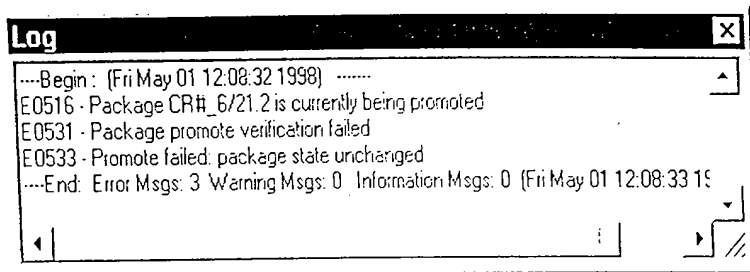 Log
----Begin : (Fri May 01 12:08:32 1998) -------
E0516 - Package CR#_6/21.2 is currently being promoted
E0531 - Package promote verification failed
E0533 - Promote failed: package state unchanged
----End: Error Msgs: 3 Warning Msgs: 0 Information Msgs: 0 (Fri May 01 12:08:33 19